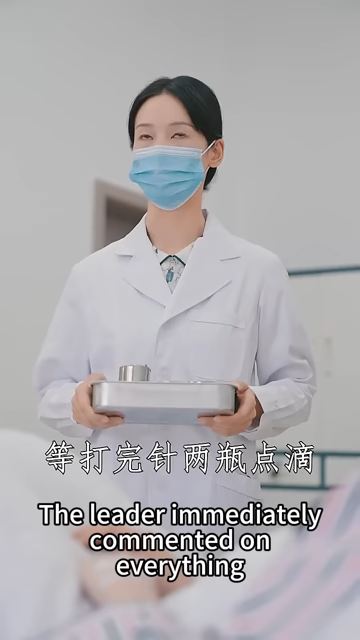 等打完针两瓶点滴
The leader immediately
commented on
everything